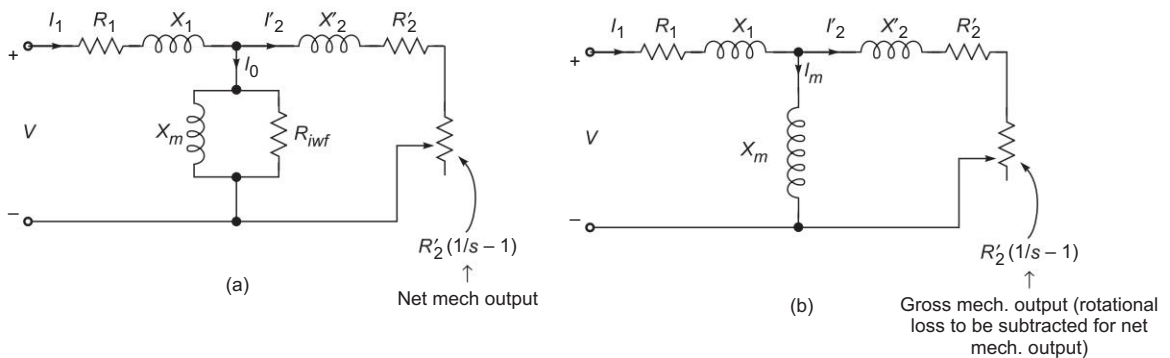 I1 R1 X1 I′2 X′2 R′2
+
I0
V
Xm
Riwf
–
R′2 (1/s – 1)
↑
Net mech output
(a)
I1 R1 X1 I′2 X′2 R′2
+
Im
V
Xm
–
R′2 (1/s – 1)
↑
Gross mech. output (rotational
loss to be subtracted for net
mech. output)
(b)